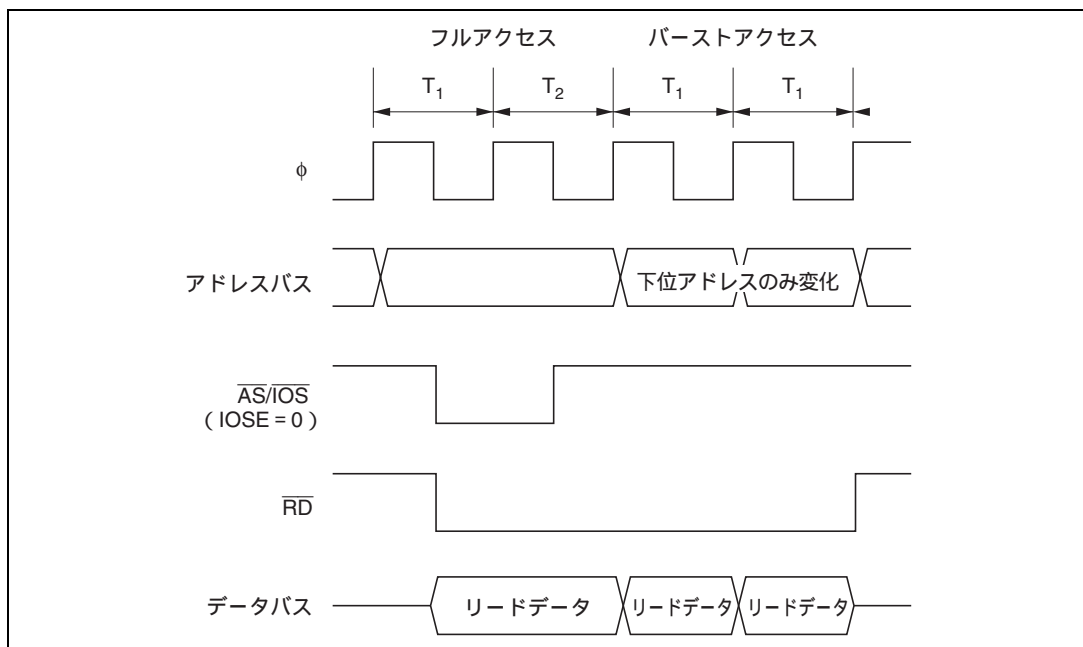 フルアクセス バーストアクセス
T1 T2 T1 T1
φ
アドレスバス 下位アドレスのみ変化
AS/IOS
( IOSE = 0 )
RD
データバス リードデータ リードデータ リードデータ